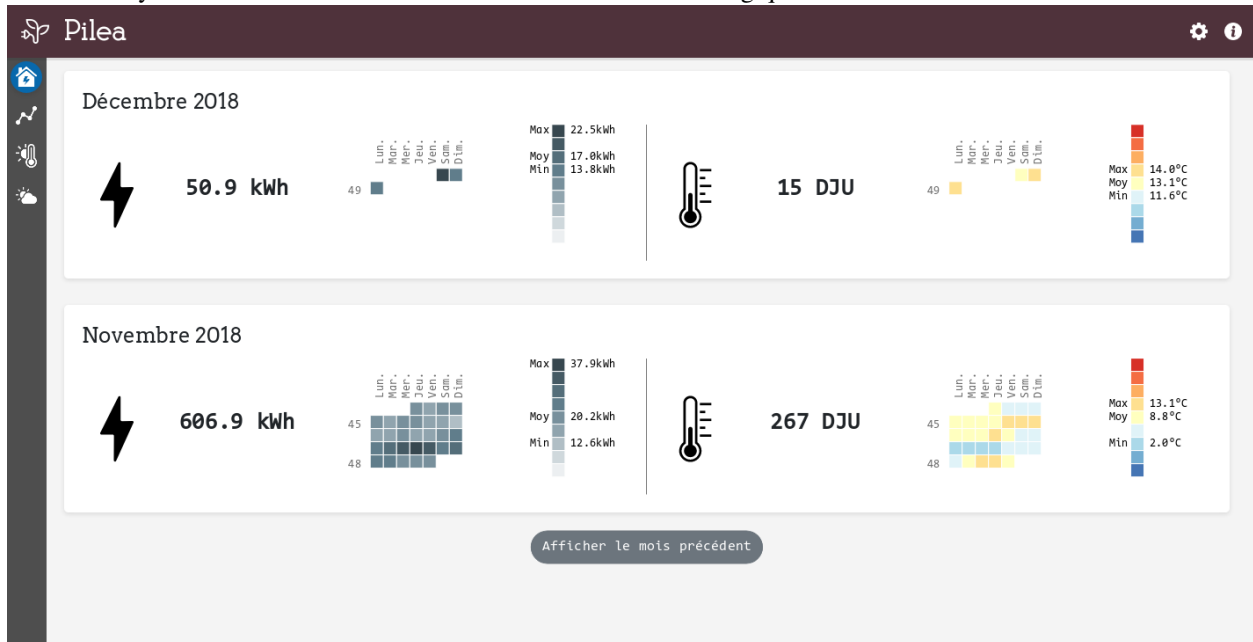 Pilea
Décembre 2018
50.9 kWh
Lun. Mar. Mer. Jeu. Ven. Sam. Dim.
49
Max 22.5kWh
Moy 17.0kWh
Min 13.8kWh
15 DJU
Lun. Mar. Mer. Jeu. Ven. Sam. Dim.
49
Max 14.0°C
Moy 13.1°C
Min 11.6°C
Novembre 2018
606.9 kWh
Lun. Mar. Mer. Jeu. Ven. Sam. Dim.
45
48
Max 37.9kWh
Moy 20.2kWh
Min 12.6kWh
267 DJU
Lun. Mar. Mer. Jeu. Ven. Sam. Dim.
45
48
Max 13.1°C
Moy 8.8°C
Min 2.0°C
Afficher le mois précédent